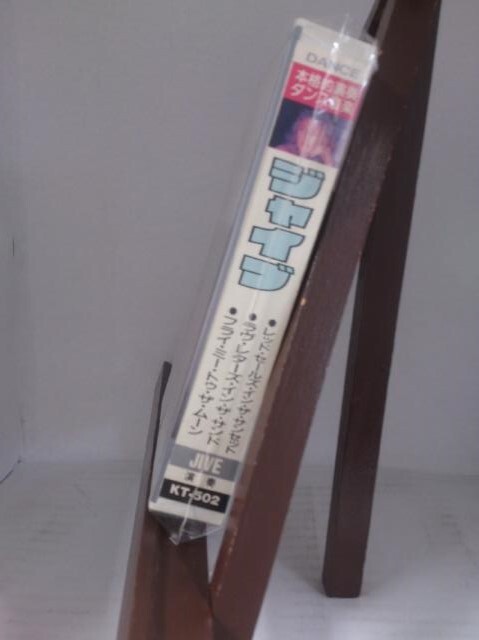 DANCE
本格的演奏
ダンス音楽
ジャイブ
●レッド・セールズ・イン・ザ・サンセット
●ラヴ・レターズ・イン・ザ・サンド
●フライ・ミー・トゥ・ザ・ムーン
JIVE
演奏
KT-502